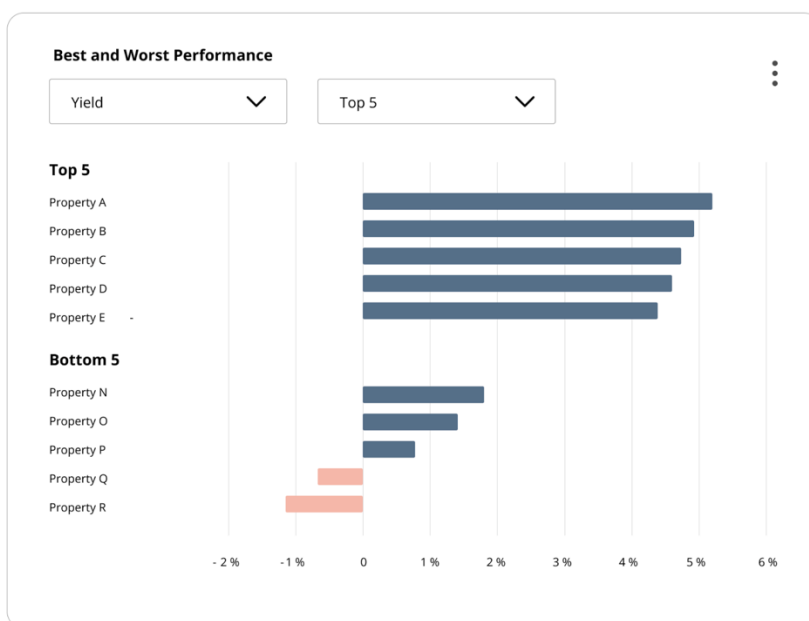 Best and Worst Performance
Yield Top 5
Top 5
Property A
Property B
Property C
Property D
Property E -
Bottom 5
Property N
Property O
Property P
Property Q
Property R
- 2 % -1 % 0 1 % 2 % 3 % 4 % 5 % 6 %